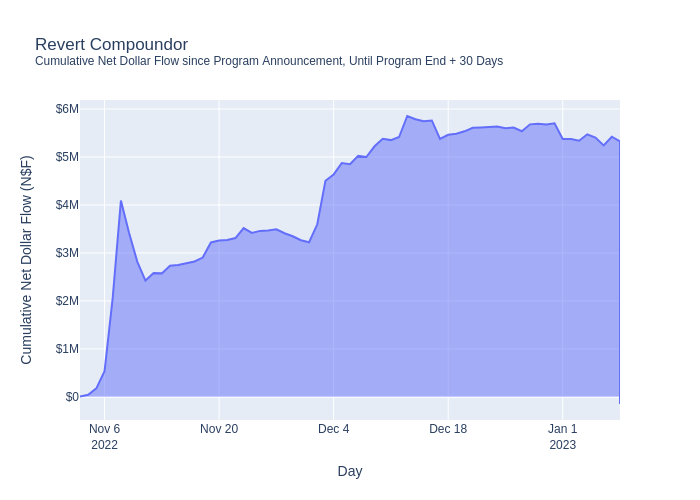 Revert Compoundor
Cumulative Net Dollar Flow since Program Announcement, Until Program End + 30 Days
Cumulative Net Dollar Flow (N$F)
$6M
$5M
$4M
$3M
$2M
$1M
$0
Nov 6
2022
Nov 20
Dec 4
Dec 18
Jan 1
2023
Day